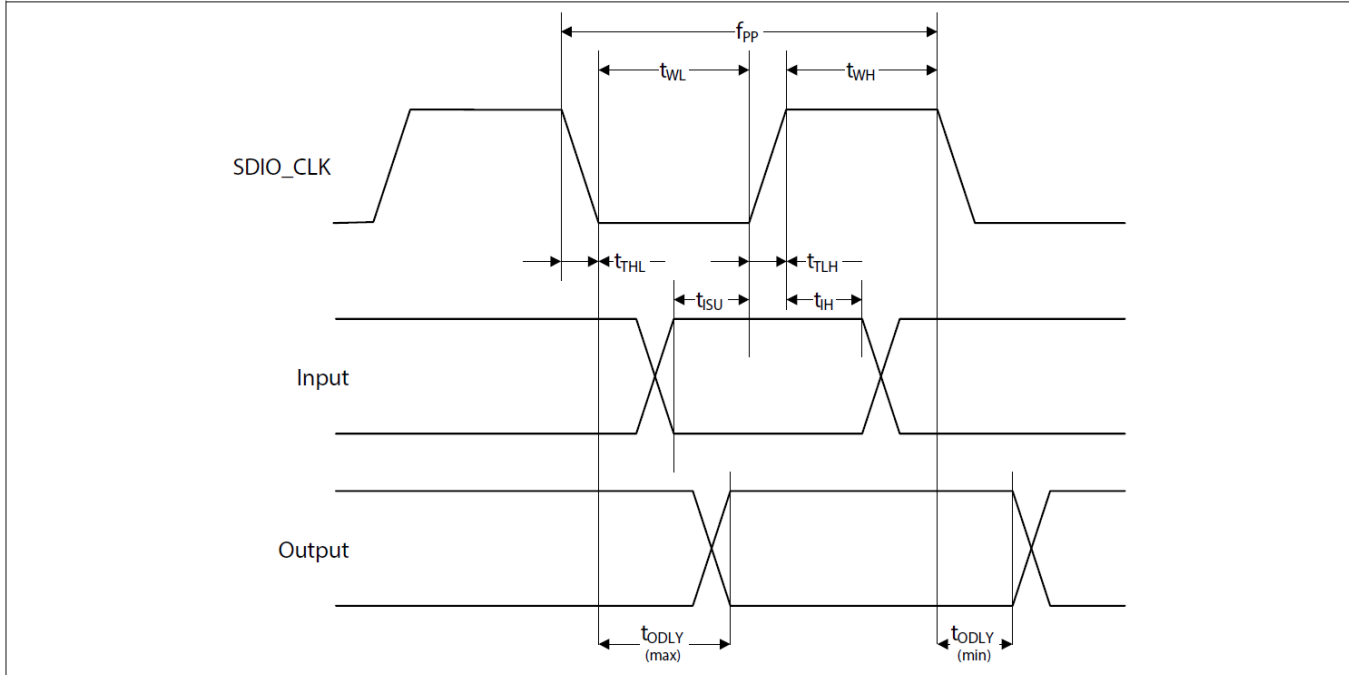 fPP
tWL
tWH
SDIO_CLK
tTHL
tTLH
tISU
tIH
Input
Output
tODLY
(max)
tODLY
(min)